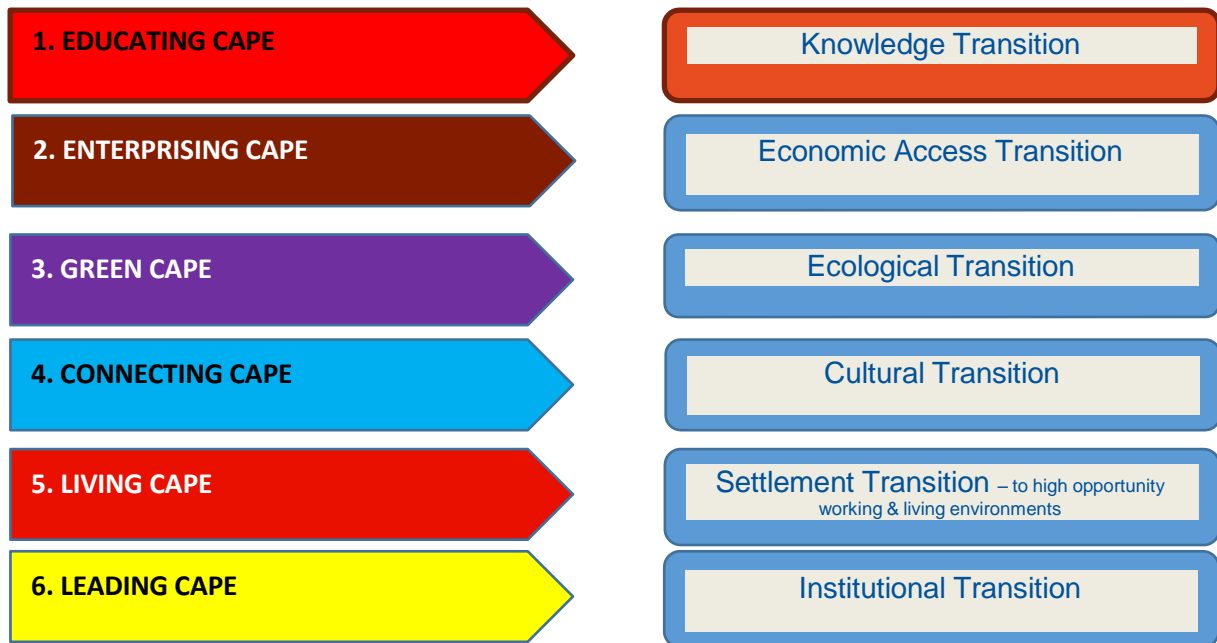 1. EDUCATING CAPE
Knowledge Transition
2. ENTERPRISING CAPE
Economic Access Transition
3. GREEN CAPE
Ecological Transition
4. CONNECTING CAPE
Cultural Transition
5. LIVING CAPE
Settlement Transition – to high opportunity
working & living environments
6. LEADING CAPE
Institutional Transition